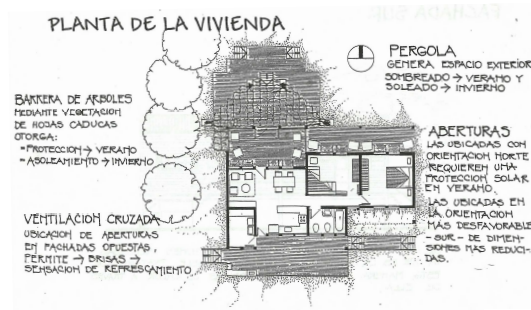 PLANTA DE LA VIVIENDA
PERGOLA
GENERA ESPACIO EXTERIOR
SOMBREADO → VERANO Y
SOLEADO → INVIERNO
BARRERA DE ARBOLES
MEDIANTE VEGETACION
DE HOJAS CADUCAS
OTORGA:
*PROTECCION → VERANO
*ASOLEAMIENTO → INVIERNO
ABERTURAS
LAS UBICADAS CON
ORIENTACION NORTE
REQUIEREN UNA
PROTECCION SOLAR
EN VERANO.
LAS UBICADAS EN
LA ORIENTACION
MAS DESFAVORABLE
- SUR - DE DIMEN-
SIONES MAS REDUCI-
DAS.
VENTILACION CRUZADA
UBICACION DE ABERTURAS
EN FACHADAS OPUESTAS,
PERMITE → BRISAS →
SENSACION DE REFRESCAMIENTO